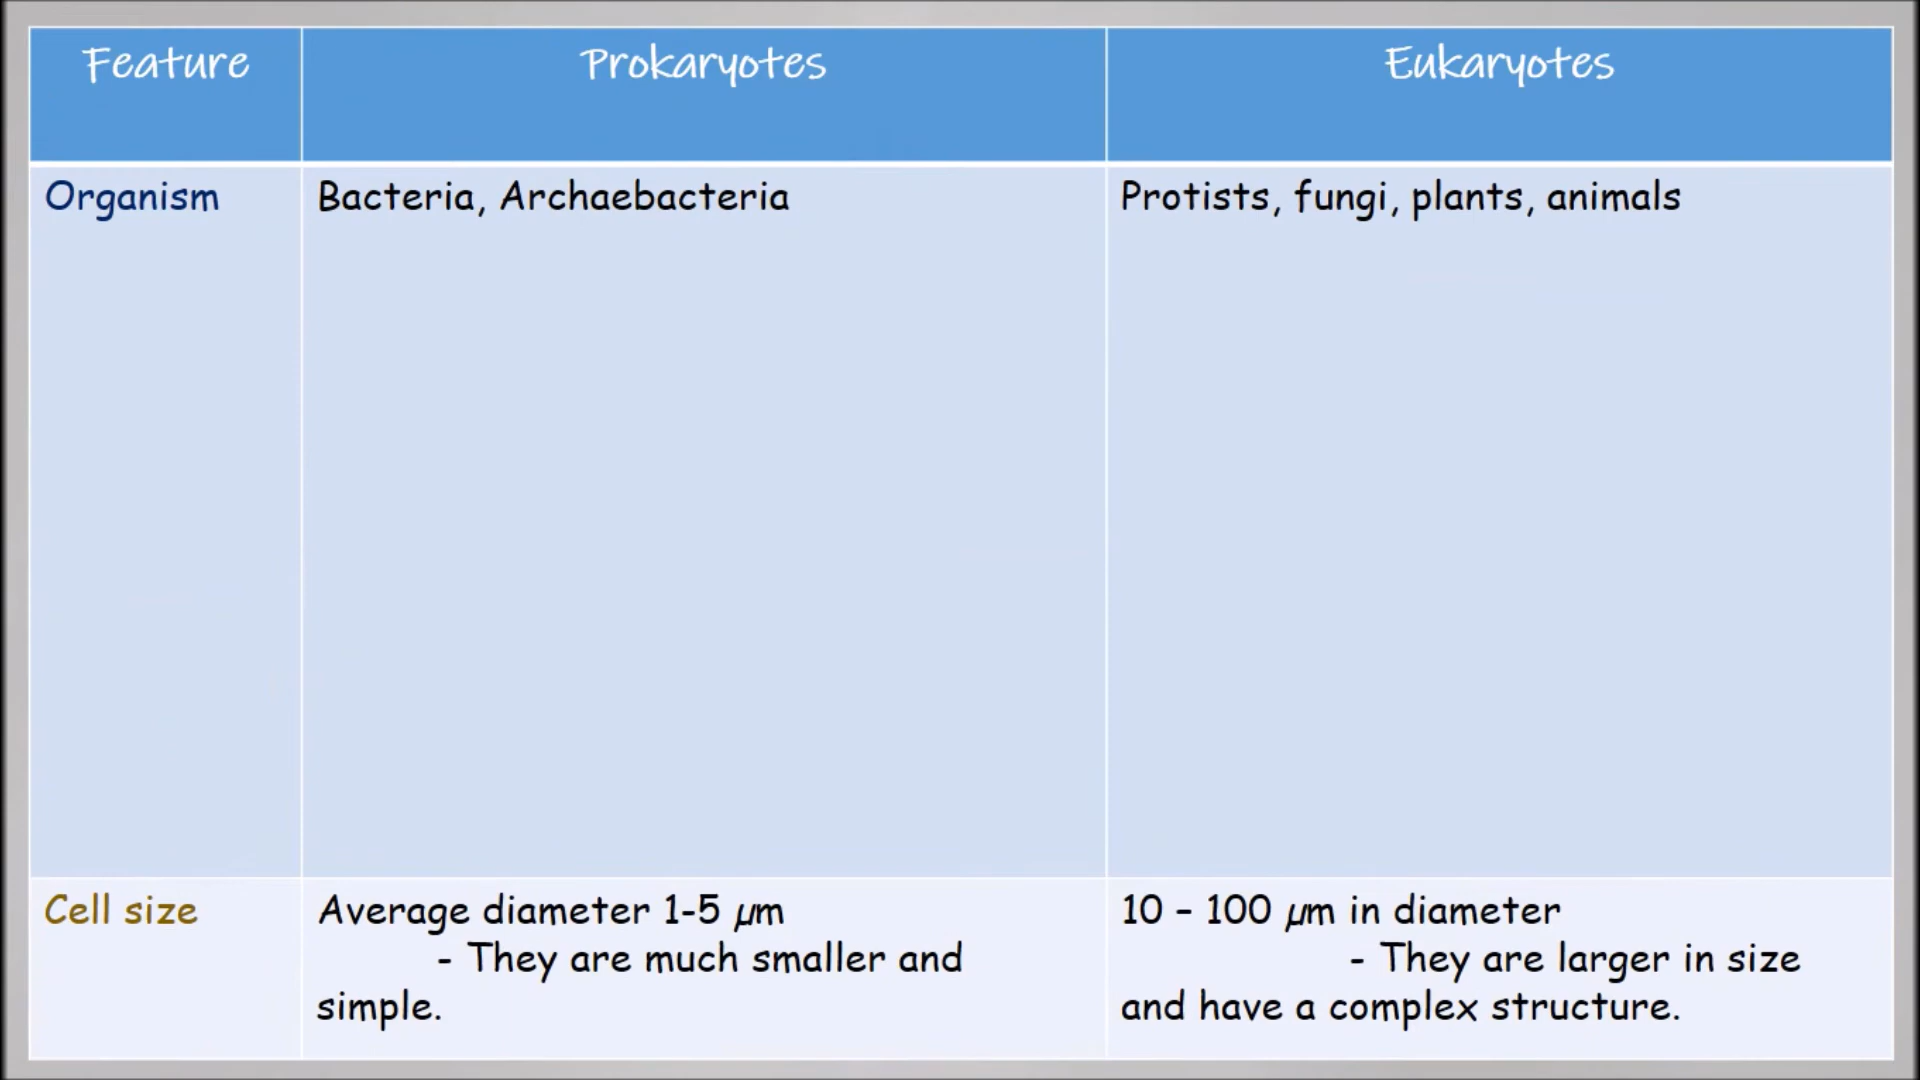 Feature Prokaryotes Eukaryotes
Organism Bacteria, Archaebacteria Protists, fungi, plants, animals
Cell size Average diameter 1-5 µm 10 - 100 µm in diameter
- They are much smaller and - They are larger in size
simple. and have a complex structure.